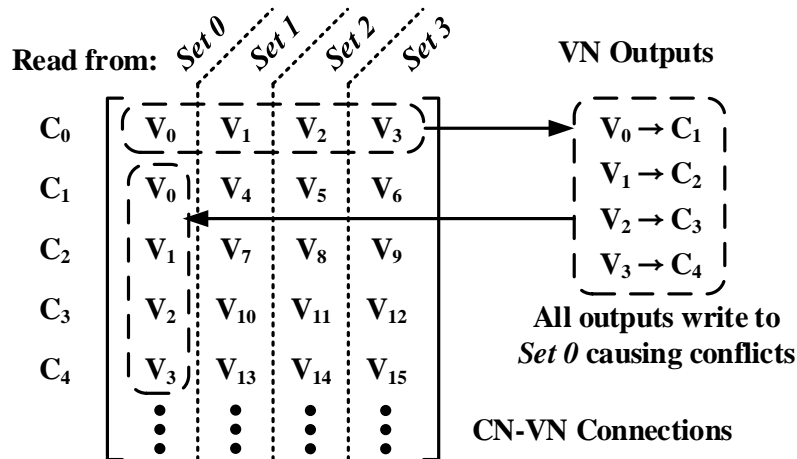 Read from: Set 0 Set 1 Set 2 Set 3 VN Outputs
C₀ V₀ V₁ V₂ V₃ V₀ → C₁
C₁ V₀ V₄ V₅ V₆ V₁ → C₂
C₂ V₁ V₇ V₈ V₉ V₂ → C₃
V₃ → C₄
C₃ V₂ V₁₀ V₁₁ V₁₂ All outputs write to
C₄ V₃ V₁₃ V₁₄ V₁₅ Set 0 causing conflicts
CN-VN Connections